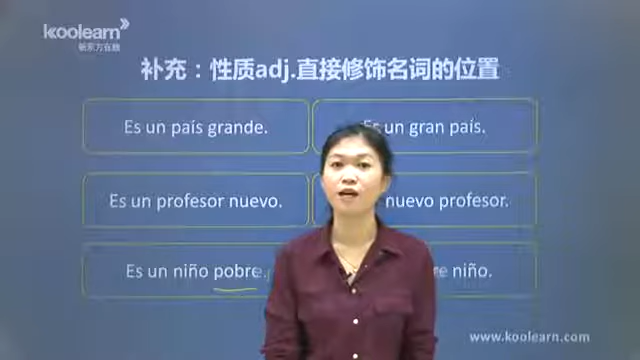 koolearn
新东方在线
补充：性质adj.直接修饰名词的位置
Es un país grande.
Es un gran país.
Es un profesor nuevo.
nuevo profesor.
Es un niño pobre.
niño.
www.koolearn.com